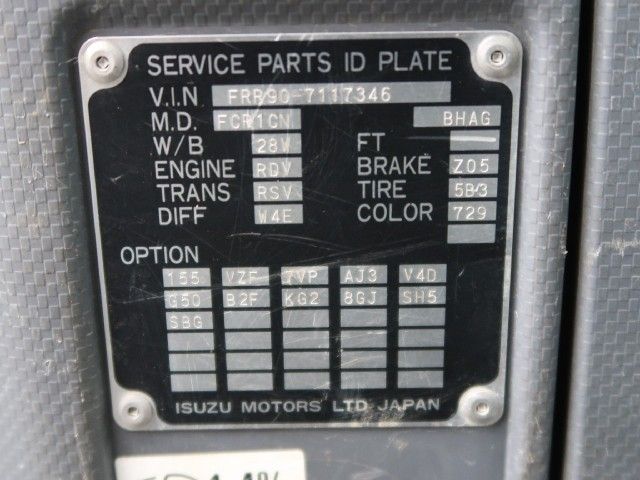 SERVICE PARTS ID PLATE
V.I.N FRR90-7117346
M.D. FCR1CN BHAG
W/B 28V FT
ENGINE RDV BRAKE Z05
TRANS RSV TIRE 5B3
DIFF W4E COLOR 729
OPTION
155 VZF 7VP AJ3 V4D
G50 B2F KG2 8GJ SH5
SBG
ISUZU MOTORS LTD JAPAN